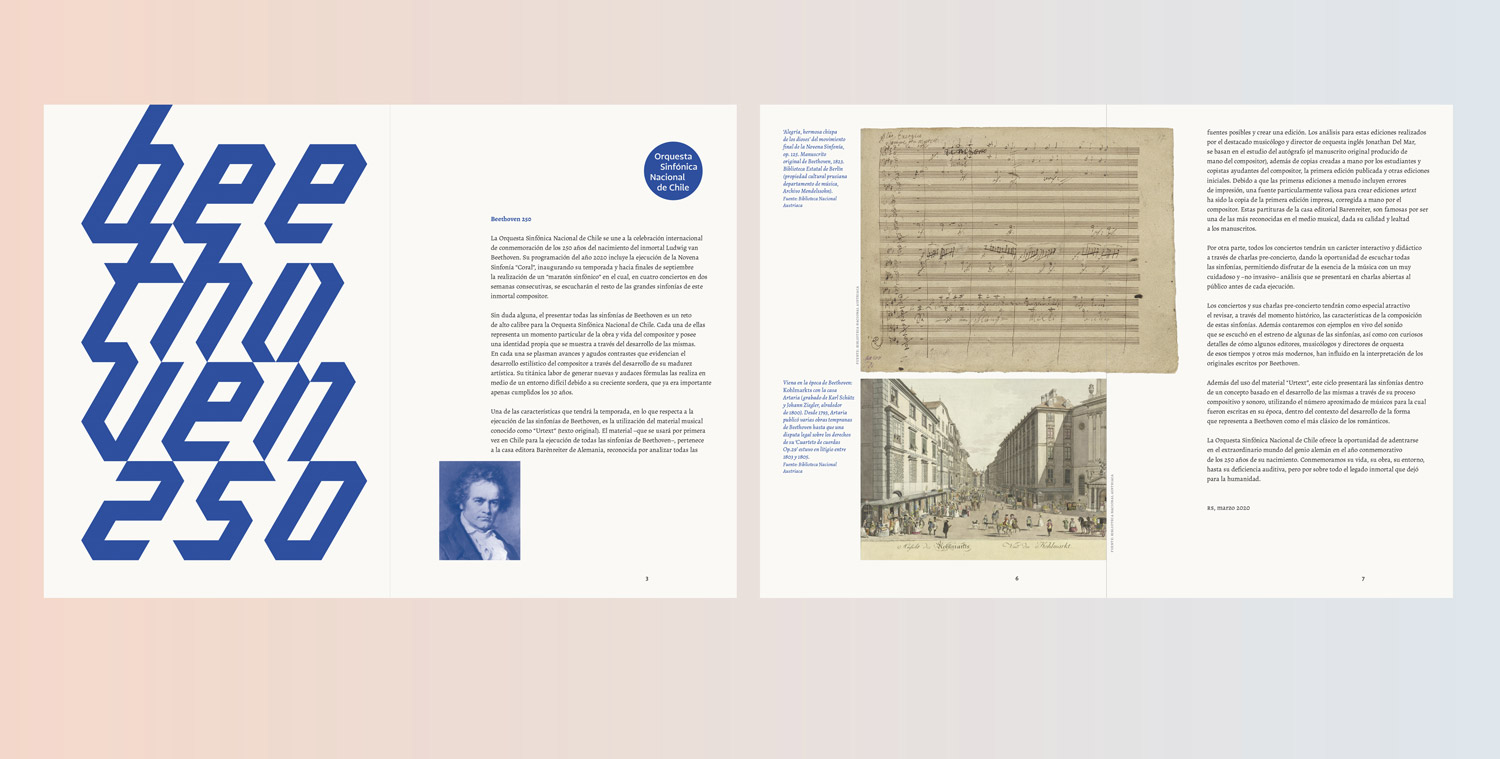 bee
tho
ven
250
Orquesta
Sinfónica
Nacional
de Chile
Beethoven 250
La Orquesta Sinfónica Nacional de Chile se une a la celebración internacional
de conmemoración de los 250 años del nacimiento del inmortal Ludwig van
Beethoven. Su programación del año 2020 incluye la ejecución de la Novena
Sinfonía "Coral", inaugurando su temporada y hacia finales de septiembre
la realización de un "maratón sinfónico" en el cual, en cuatro conciertos en dos
semanas consecutivas, se escucharán el resto de las grandes sinfonías de este
inmortal compositor.
Sin duda alguna, el presentar todas las sinfonías de Beethoven es un reto
de alto calibre para la Orquesta Sinfónica Nacional de Chile. Cada una de ellas
representa un momento particular de la obra y vida del compositor y posee
una identidad propia que se muestra a través del desarrollo de las mismas.
En cada una se plasman avances y agudos contrastes que evidencian el
desarrollo estilístico del compositor a través del desarrollo de su madurez
artística. Su titánica labor de generar nuevas y audaces fórmulas las realiza en
medio de un entorno difícil debido a su creciente sordera, que ya era importante
apenas cumplidos los 30 años.
Una de las características que tendrá la temporada, en lo que respecta a la
ejecución de las sinfonías de Beethoven, es la utilización del material musical
conocido como "Urtext" (texto original). El material –que se usará por primera
vez en Chile para la ejecución de todas las sinfonías de Beethoven–, pertenece
a la casa editora Barënreiter de Alemania, reconocida por analizar todas las
3
'Alegría, hermosa chispa
de los dioses' del movimiento
final de la Novena Sinfonía,
op. 125. Manuscrito
original de Beethoven, 1823.
Biblioteca Estatal de Berlín
(propiedad cultural prusiana
departamento de música,
Archivo Mendelssohn).
Fuente: Biblioteca Nacional
Austriaca
FUENTE: BIBLIOTECA NACIONAL AUSTRIACA
Viena en la época de Beethoven:
Kohlmarkts con la casa
Artaria (grabado de Karl Schütz
y Johann Ziegler, alrededor
de 1800). Desde 1795, Artaria
publicó varias obras tempranas
de Beethoven hasta que una
disputa legal sobre los derechos
de su 'Cuarteto de cuerdas
Op.29' estuvo en litigio entre
1803 y 1805.
Fuente: Biblioteca Nacional
Austriaca
Kohlmarkt
FUENTE: BIBLIOTECA NACIONAL AUSTRIACA
6
fuentes posibles y crear una edición. Los análisis para estas ediciones realizados
por el destacado musicólogo y director de orquesta inglés Jonathan Del Mar,
se basan en el estudio del autógrafo (el manuscrito original producido de
mano del compositor), además de copias creadas a mano por los estudiantes y
copistas ayudantes del compositor, la primera edición publicada y otras ediciones
iniciales. Debido a que las primeras ediciones a menudo incluyen errores
de impresión, una fuente particularmente valiosa para crear ediciones urtext
ha sido la copia de la primera edición impresa, corregida a mano por el
compositor. Estas partituras de la casa editorial Barenreiter, son famosas por ser
una de las más reconocidas en el medio musical, dada su calidad y lealtad
a los manuscritos.
Por otra parte, todos los conciertos tendrán un carácter interactivo y didáctico
a través de charlas pre-concierto, dando la oportunidad de escuchar todas
las sinfonías, permitiendo disfrutar de la esencia de la música con un muy
cuidadoso y –no invasivo– análisis que se presentará en charlas abiertas al
público antes de cada ejecución.
Los conciertos y sus charlas pre-concierto tendrán como especial atractivo
el revisar, a través del momento histórico, las características de la composición
de estas sinfonías. Además contaremos con ejemplos en vivo del sonido
que se escuchó en el estreno de algunas de las sinfonías, así como con curiosos
detalles de cómo algunos editores, musicólogos y directores de orquesta
de esos tiempos y otros más modernos, han influido en la interpretación de los
originales escritos por Beethoven.
Además del uso del material "Urtext", este ciclo presentará las sinfonías dentro
de un concepto basado en el desarrollo de las mismas a través de su proceso
compositivo y sonoro, utilizando el número aproximado de músicos para la cual
fueron escritas en su época, dentro del contexto del desarrollo de la forma
que representa a Beethoven como el más clásico de los románticos.
La Orquesta Sinfónica Nacional de Chile ofrece la oportunidad de adentrarse
en el extraordinario mundo del genio alemán en el año conmemorativo
de los 250 años de su nacimiento. Conmemoramos su vida, su obra, su entorno,
hasta su deficiencia auditiva, pero por sobre todo el legado inmortal que dejó
para la humanidad.
RS, marzo 2020
7